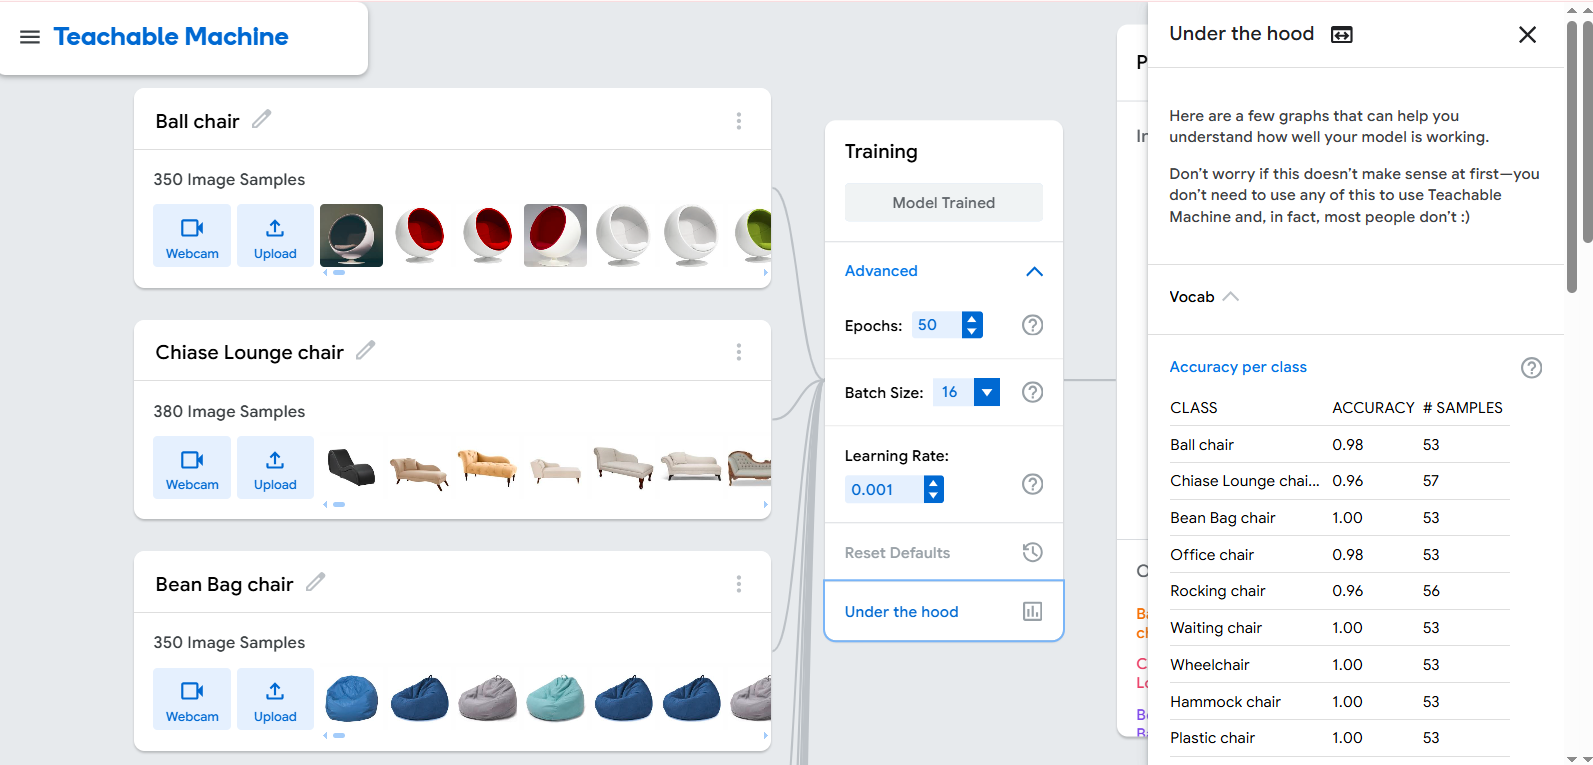 Teachable Machine
Ball chair
350 Image Samples
Webcam
Upload
Chiase Lounge chair
380 Image Samples
Webcam
Upload
Bean Bag chair
350 Image Samples
Webcam
Upload
Training
Model Trained
Advanced
Epochs: 50
Batch Size: 16
Learning Rate:
0.001
Reset Defaults
Under the hood
Under the hood
Here are a few graphs that can help you
understand how well your model is working.
Don't worry if this doesn't make sense at first—you
don't need to use any of this to use Teachable
Machine and, in fact, most people don't :)
Vocab
Accuracy per class
CLASS ACCURACY # SAMPLES
Ball chair 0.98 53
Chiase Lounge chai... 0.96 57
Bean Bag chair 1.00 53
Office chair 0.98 53
Rocking chair 0.96 56
Waiting chair 1.00 53
Wheelchair 1.00 53
Hammock chair 1.00 53
Plastic chair 1.00 53